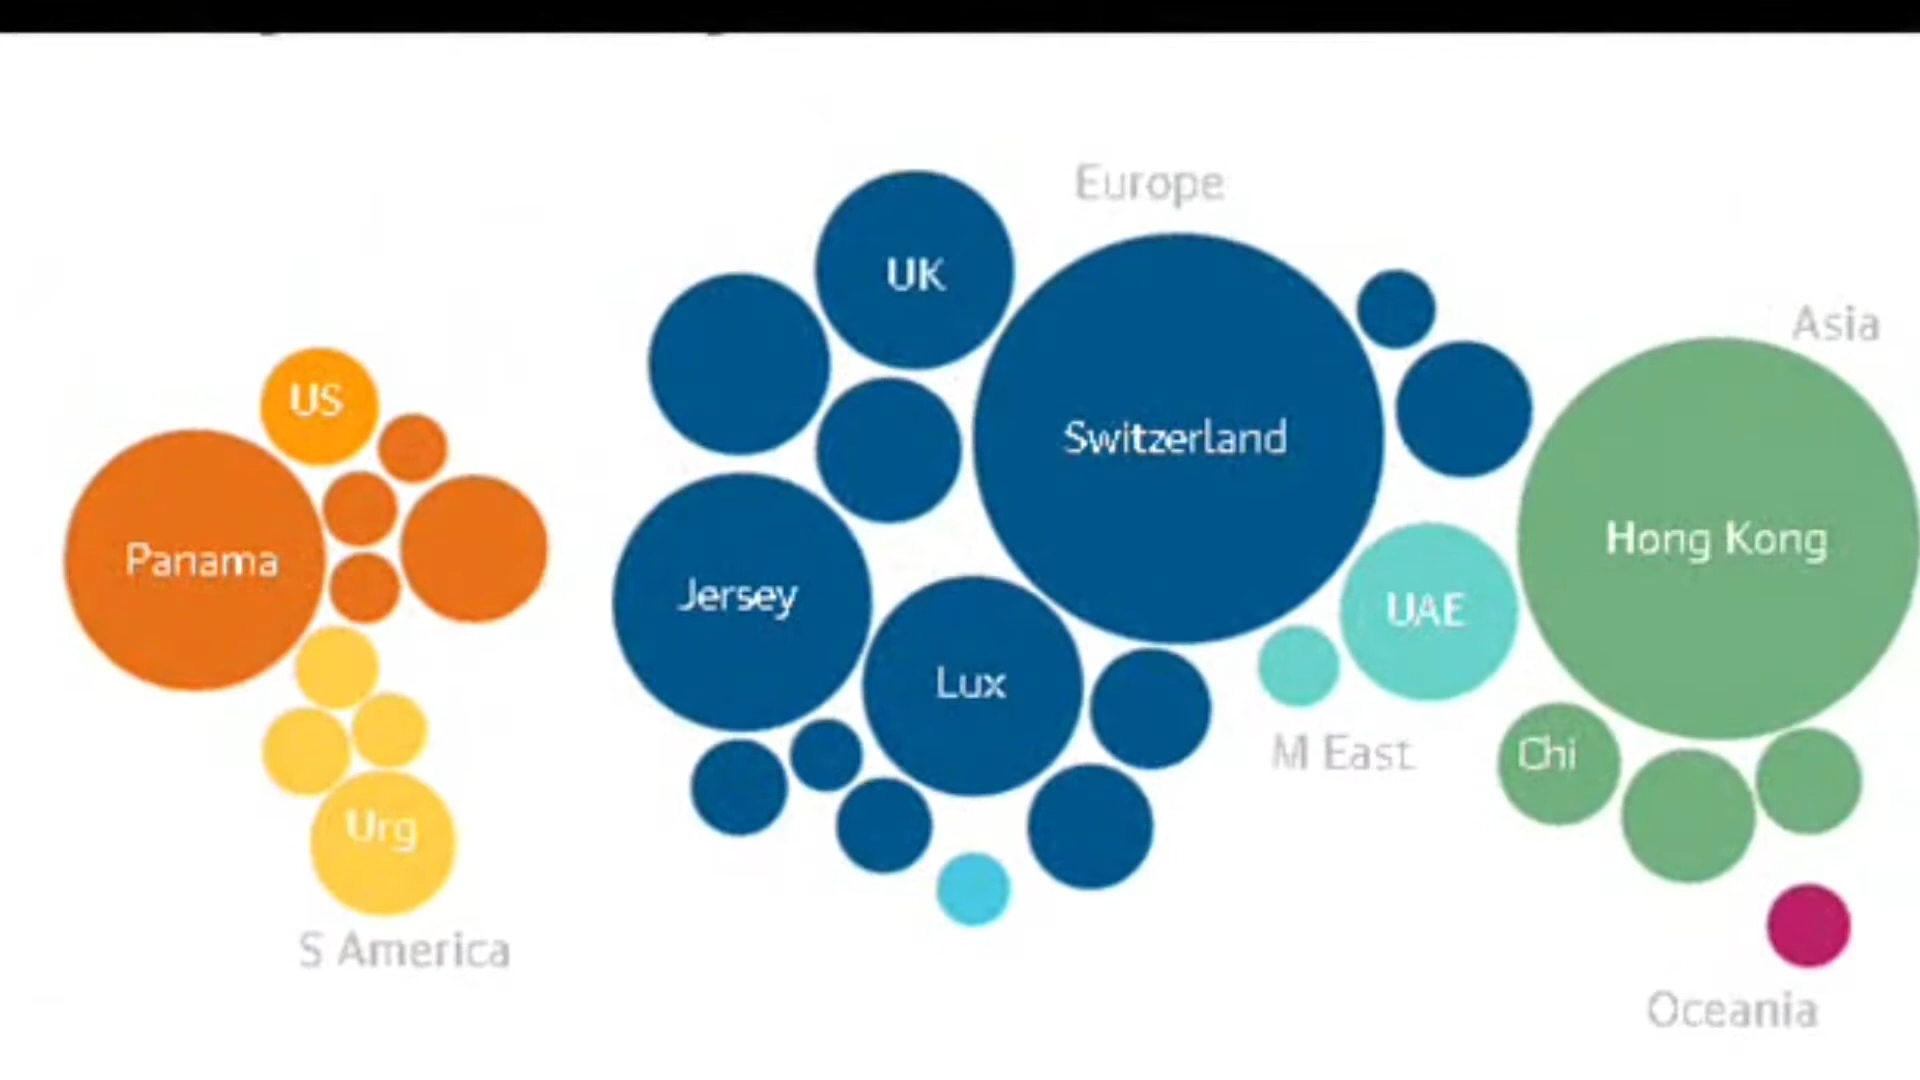 Europe
UK
Asia
US
Switzerland
Hong Kong
Panama
Jersey
UAE
Lux
M East
Chi
Urg
S America
Oceania